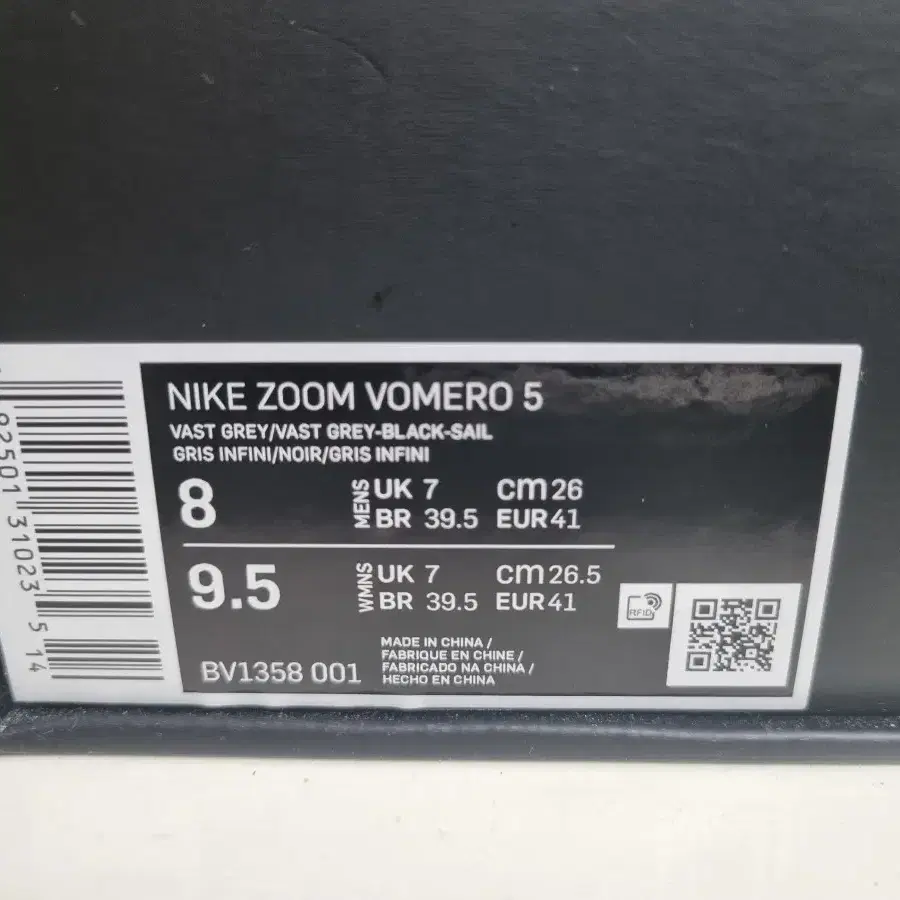 NIKE ZOOM VOMERO 5
VAST GREY/VAST GREY-BLACK-SAIL
GRIS INFINI/NOIR/GRIS INFINI
8 MENS UK 7 cm 26
BR 39.5 EUR 41
9.5 WMNS UK 7 cm 26.5
BR 39.5 EUR 41
BV1358 001
MADE IN CHINA /
FABRIQUE EN CHINE /
FABRICADO NA CHINA /
HECHO EN CHINA
RFID
92501 31023 5 14